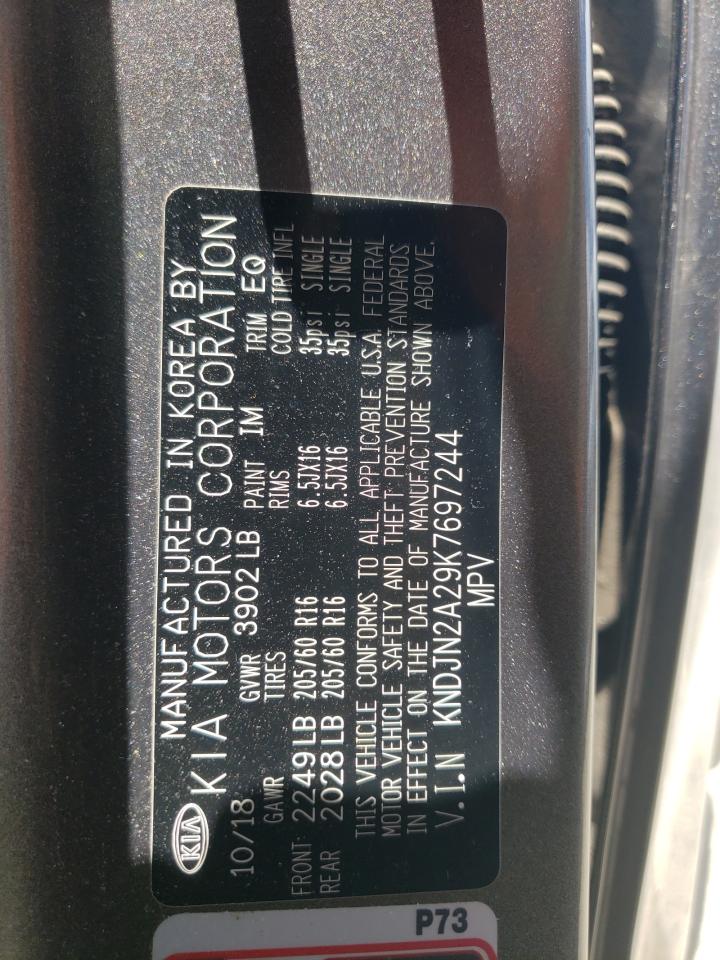 MANUFACTURED IN KOREA BY
KIA KIA MOTORS CORPORATION
10/18 GVWR 3902 LB PAINT IM TRIM EQ
GAWR TIRES RIMS COLD TIRE INFL
FRONT 2249LB 205/60 R16 6.5JX16 35psi SINGLE
REAR 2028LB 205/60 R16 6.5JX16 35psi SINGLE
THIS VEHICLE CONFORMS TO ALL APPLICABLE U.S.A. FEDERAL
MOTOR VEHICLE SAFETY AND THEFT PREVENTION STANDARDS
IN EFFECT ON THE DATE OF MANUFACTURE SHOWN ABOVE.
V.I.N KNDJN2A29K7697244
MPV
P73